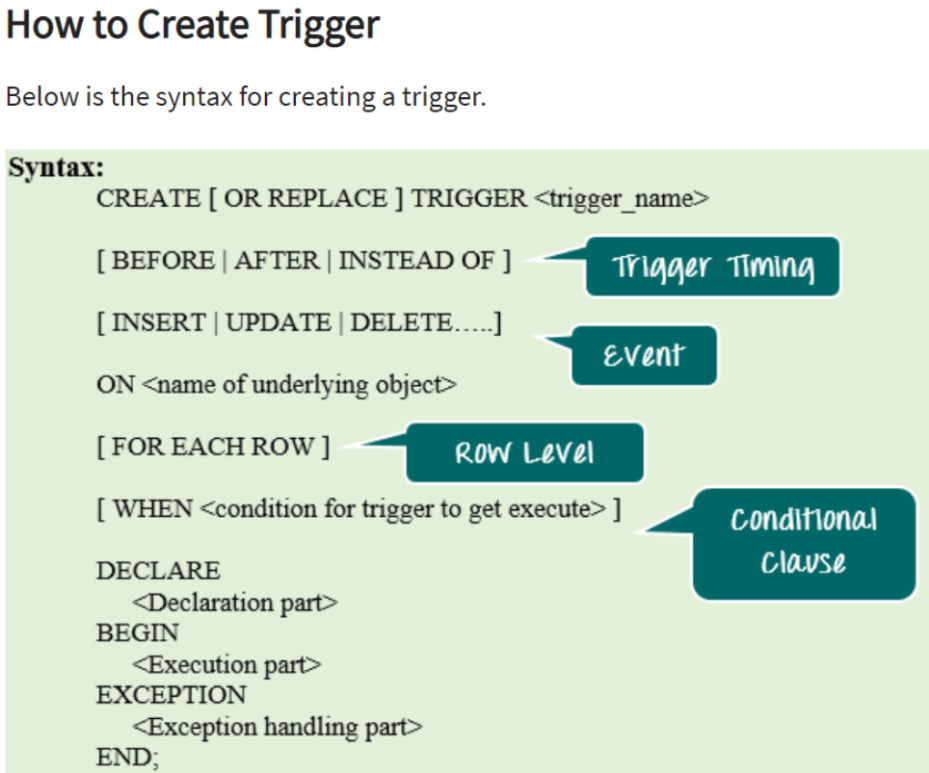 How to Create Trigger
Below is the syntax for creating a trigger.
Syntax:
CREATE [ OR REPLACE ] TRIGGER <trigger_name>
[ BEFORE | AFTER | INSTEAD OF ]
Trigger Timing
[ INSERT | UPDATE | DELETE.....]
Event
ON <name of underlying object>
[ FOR EACH ROW ]
Row Level
[ WHEN <condition for trigger to get execute> ]
Conditional
Clause
DECLARE
<Declaration part>
BEGIN
<Execution part>
EXCEPTION
<Exception handling part>
END;